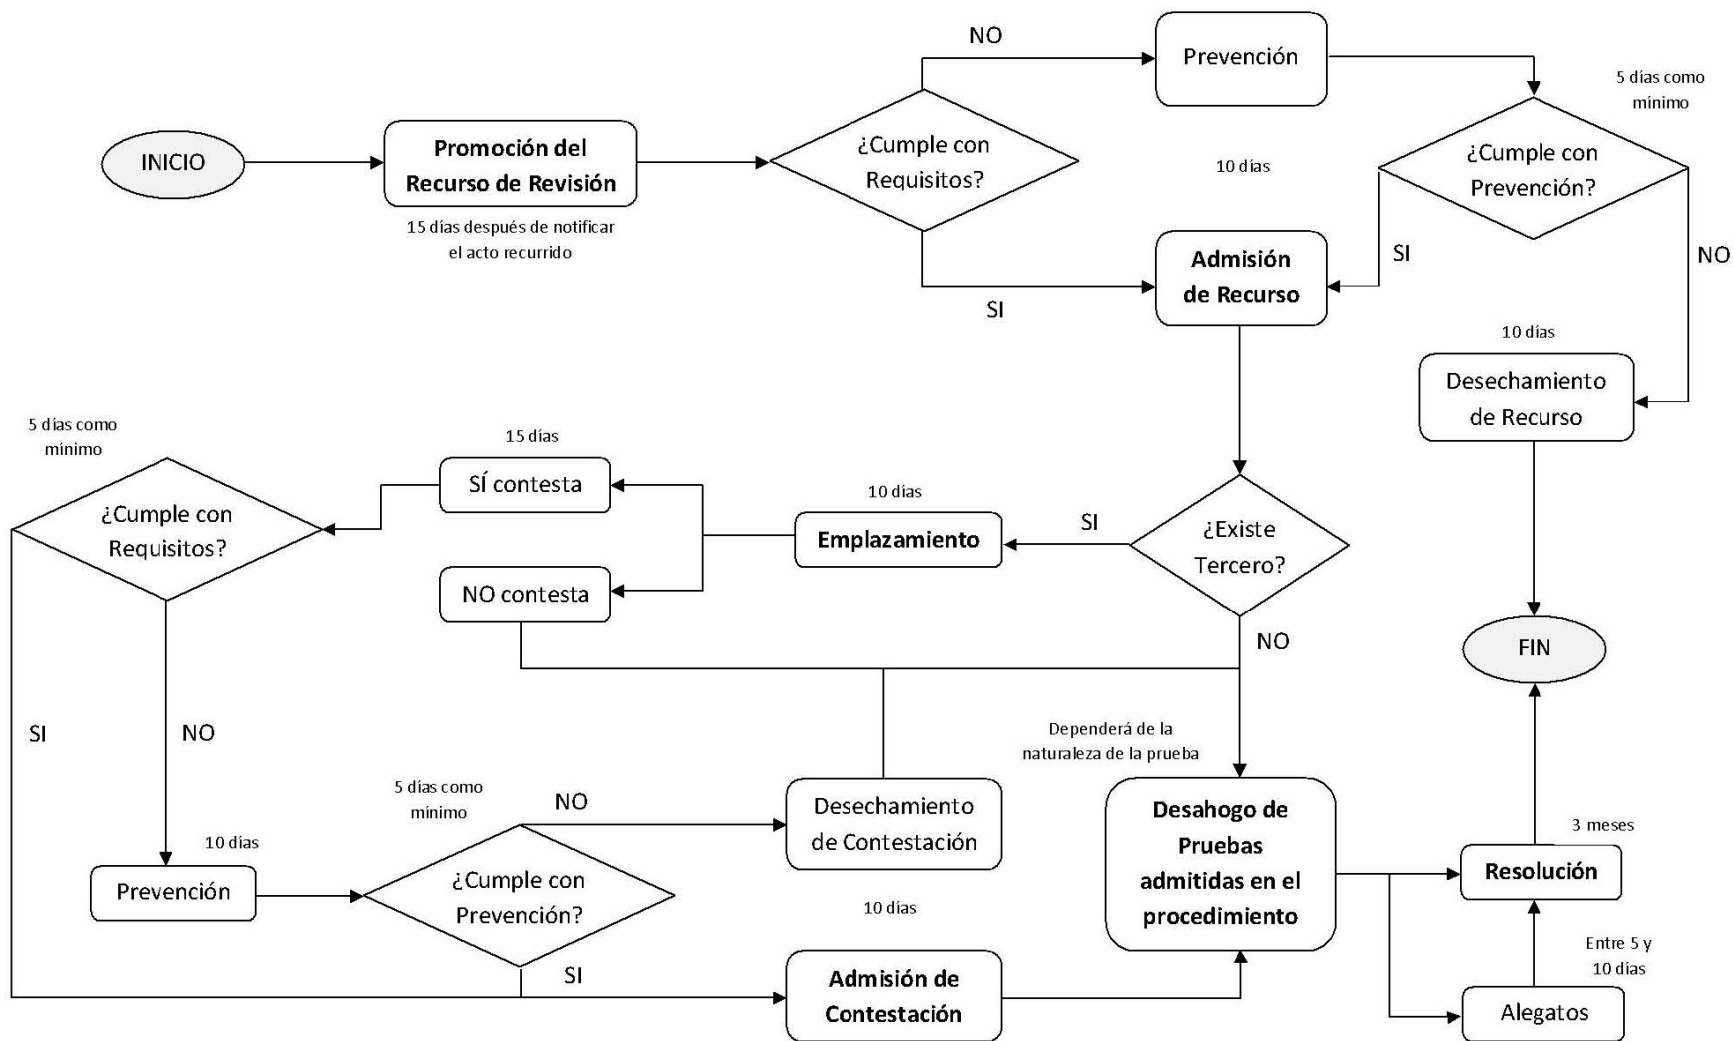 INICIO
Promoción del
Recurso de Revisión
15 días después de notificar
el acto recurrido
¿Cumple con
Requisitos?
NO
SI
Prevención
10 días
Admisión
de Recurso
5 días como
mínimo
¿Cumple con
Prevención?
SI
NO
10 días
Desechamiento
de Recurso
FIN
¿Existe
Tercero?
SI
NO
10 días
Emplazamiento
15 días
SÍ contesta
NO contesta
5 días como
mínimo
¿Cumple con
Requisitos?
SI
NO
10 días
Prevención
5 días como
mínimo
¿Cumple con
Prevención?
NO
SI
Desechamiento
de Contestación
10 días
Admisión de
Contestación
Dependerá de la
naturaleza de la prueba
Desahogo de
Pruebas
admitidas en el
procedimiento
3 meses
Resolución
Entre 5 y
10 días
Alegatos